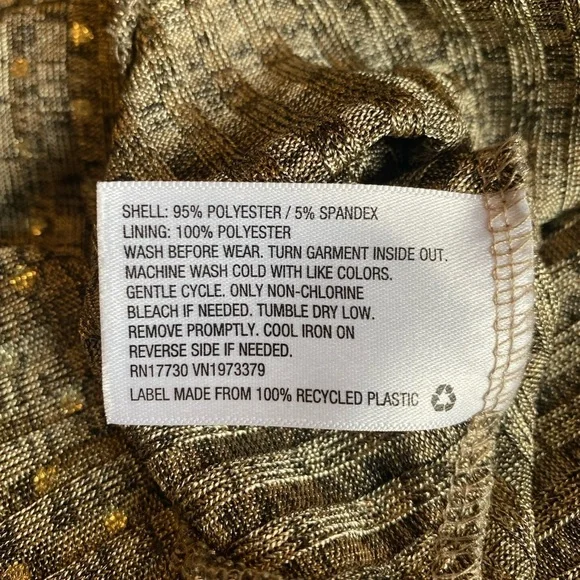 SHELL: 95% POLYESTER / 5% SPANDEX
LINING: 100% POLYESTER
WASH BEFORE WEAR. TURN GARMENT INSIDE OUT.
MACHINE WASH COLD WITH LIKE COLORS.
GENTLE CYCLE. ONLY NON-CHLORINE
BLEACH IF NEEDED. TUMBLE DRY LOW.
REMOVE PROMPTLY. COOL IRON ON
REVERSE SIDE IF NEEDED.
RN17730 VN1973379
LABEL MADE FROM 100% RECYCLED PLASTIC